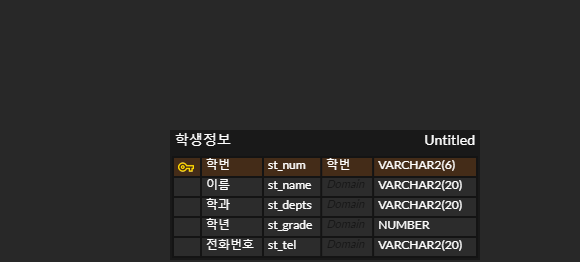 학생정보 Untitled
학번 st_num 학번 VARCHAR2(6)
이름 st_name Domain VARCHAR2(20)
학과 st_depts Domain VARCHAR2(20)
학년 st_grade Domain NUMBER
전화번호 st_tel Domain VARCHAR2(20)